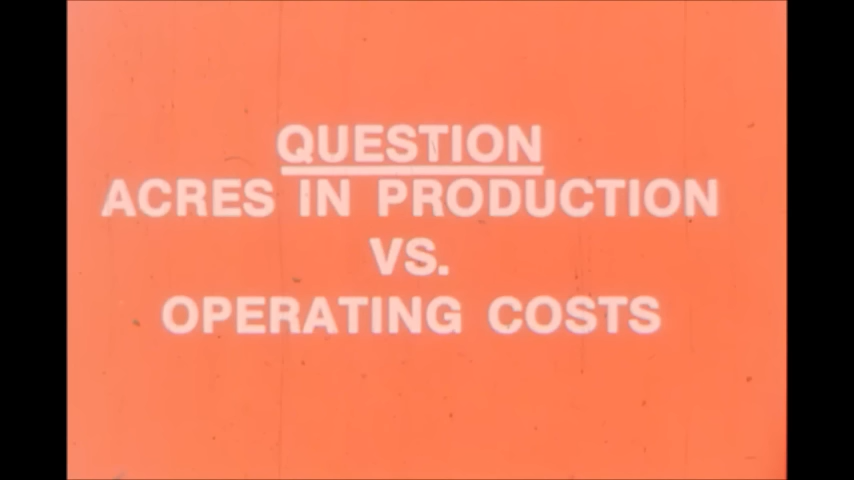 QUESTION
ACRES IN PRODUCTION
VS.
OPERATING COSTS